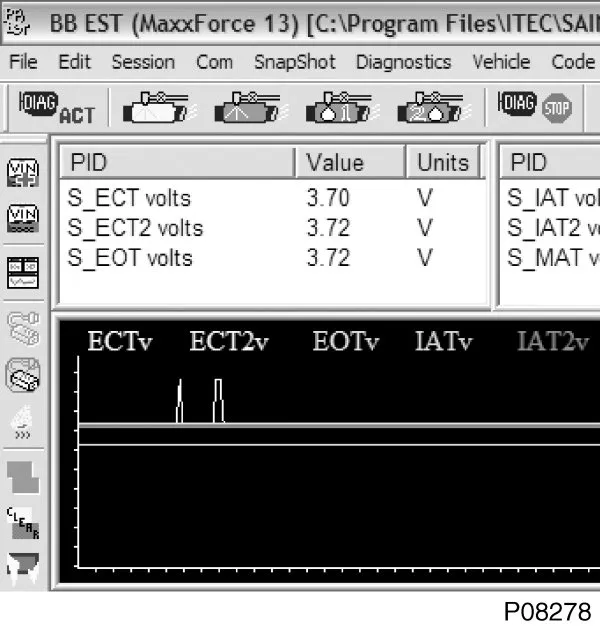 BB EST (MaxxForce 13) [C:\Program Files\ITEC\SAI
File Edit Session Com SnapShot Diagnostics Vehicle Code
DIAG ACT 1 2 DIAG STOP
VIN
VIN
PID Value Units PID
S_ECT volts 3.70 V S_IAT vol
S_ECT2 volts 3.72 V S_IAT2 v
S_EOT volts 3.72 V S_MAT v
ECTv ECT2v EOTv IATv IAT2v
CLEAR
P08278